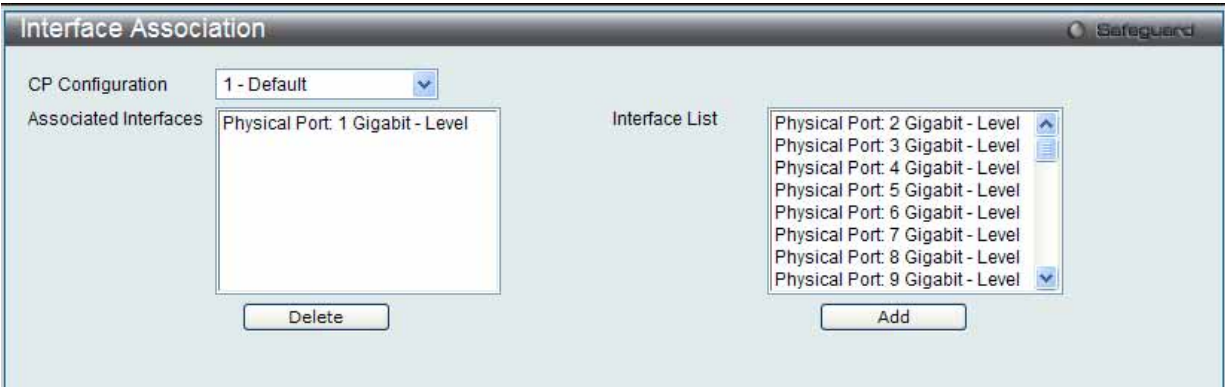 Interface Association
Safeguard
CP Configuration
1 - Default
Associated Interfaces
Physical Port: 1 Gigabit - Level
Interface List
Physical Port: 2 Gigabit - Level
Physical Port: 3 Gigabit - Level
Physical Port: 4 Gigabit - Level
Physical Port: 5 Gigabit - Level
Physical Port: 6 Gigabit - Level
Physical Port: 7 Gigabit - Level
Physical Port: 8 Gigabit - Level
Physical Port: 9 Gigabit - Level
Delete
Add